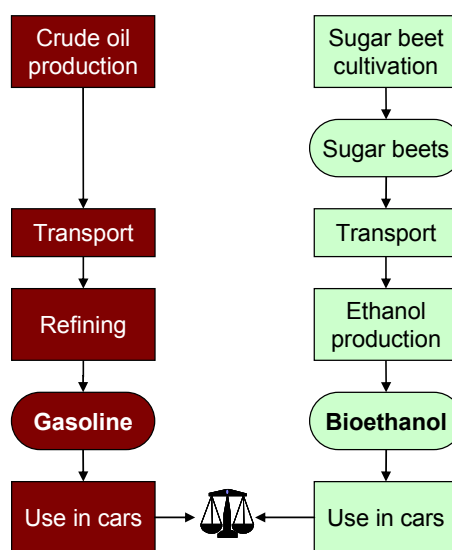 Crude oil
production
Transport
Refining
Gasoline
Use in cars
Sugar beet
cultivation
Sugar beets
Transport
Ethanol
production
Bioethanol
Use in cars